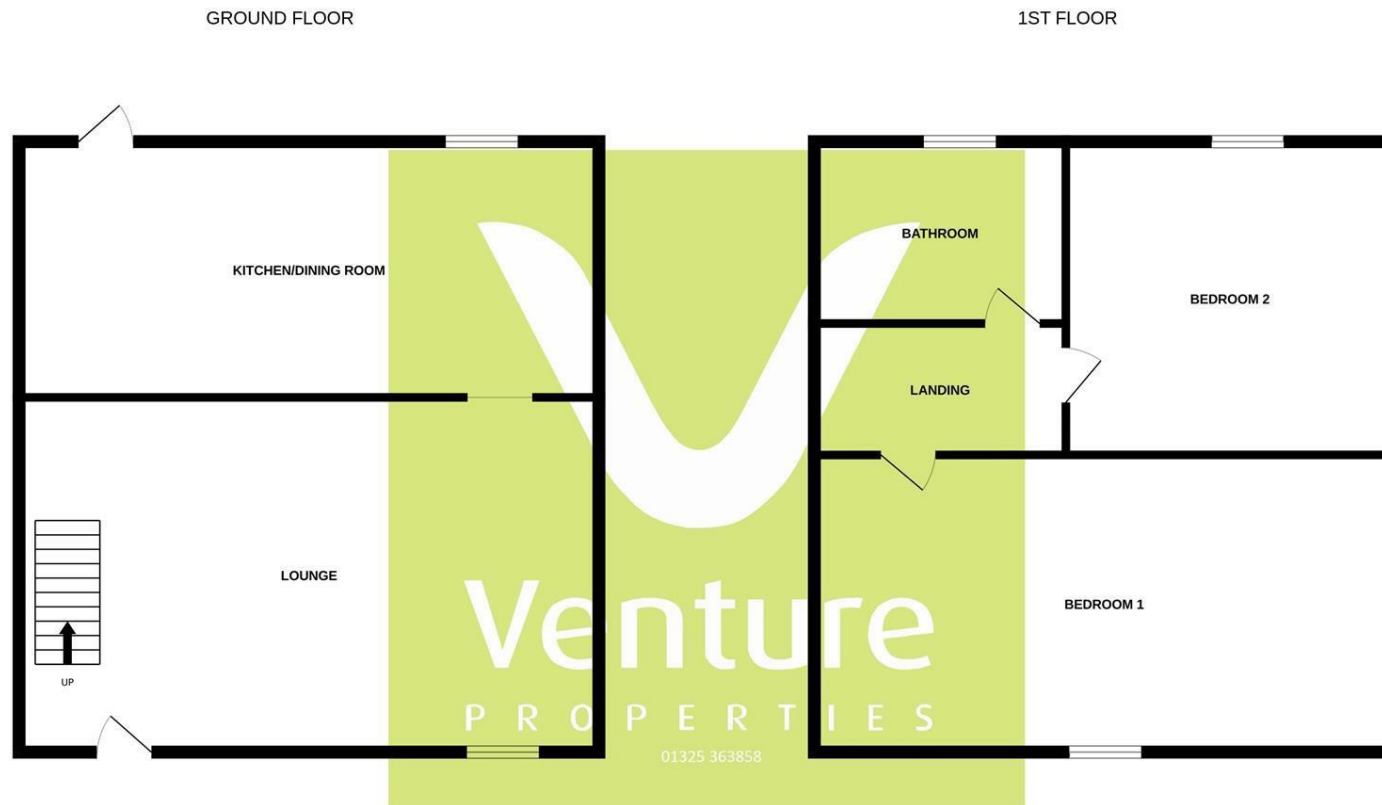 GROUND FLOOR
1ST FLOOR
KITCHEN/DINING ROOM
LOUNGE
UP
BATHROOM
BEDROOM 2
LANDING
BEDROOM 1
Venture
PROPERTIES
01325 363858